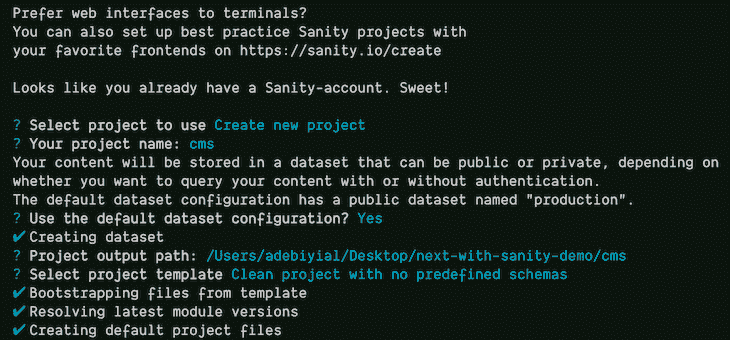 Prefer web interfaces to terminals?
You can also set up best practice Sanity projects with
your favorite frontends on https://sanity.io/create
Looks like you already have a Sanity-account. Sweet!
? Select project to use Create new project
? Your project name: cms
Your content will be stored in a dataset that can be public or private, depending on
whether you want to query your content with or without authentication.
The default dataset configuration has a public dataset named "production".
? Use the default dataset configuration? Yes
✔ Creating dataset
? Project output path: /Users/adebiyial/Desktop/next-with-sanity-demo/cms
? Select project template Clean project with no predefined schemas
✔ Bootstrapping files from template
✔ Resolving latest module versions
✔ Creating default project files